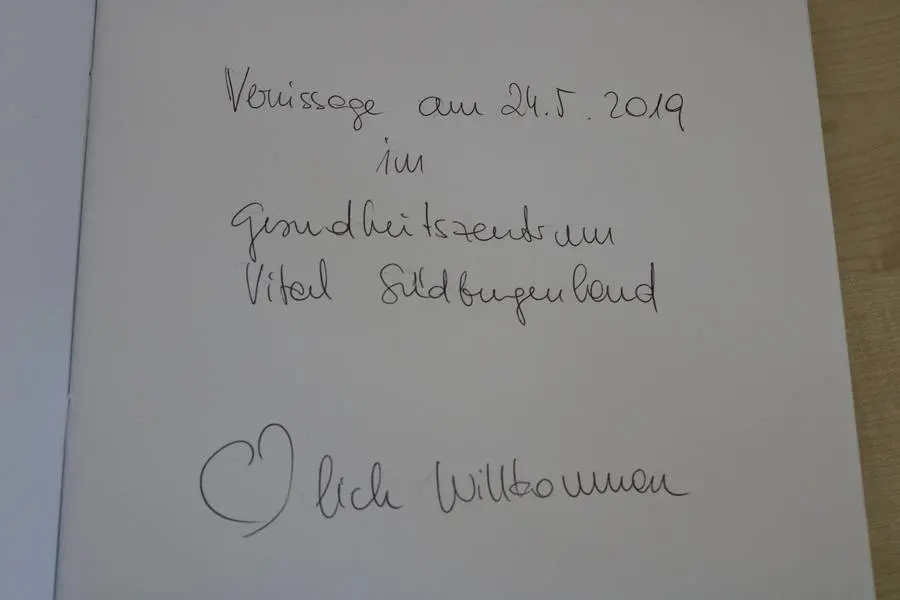 Vernissage am 24.5. 2019
im
Gesundheitszentrum
Vital Südburgenland
♡lich Willkommen